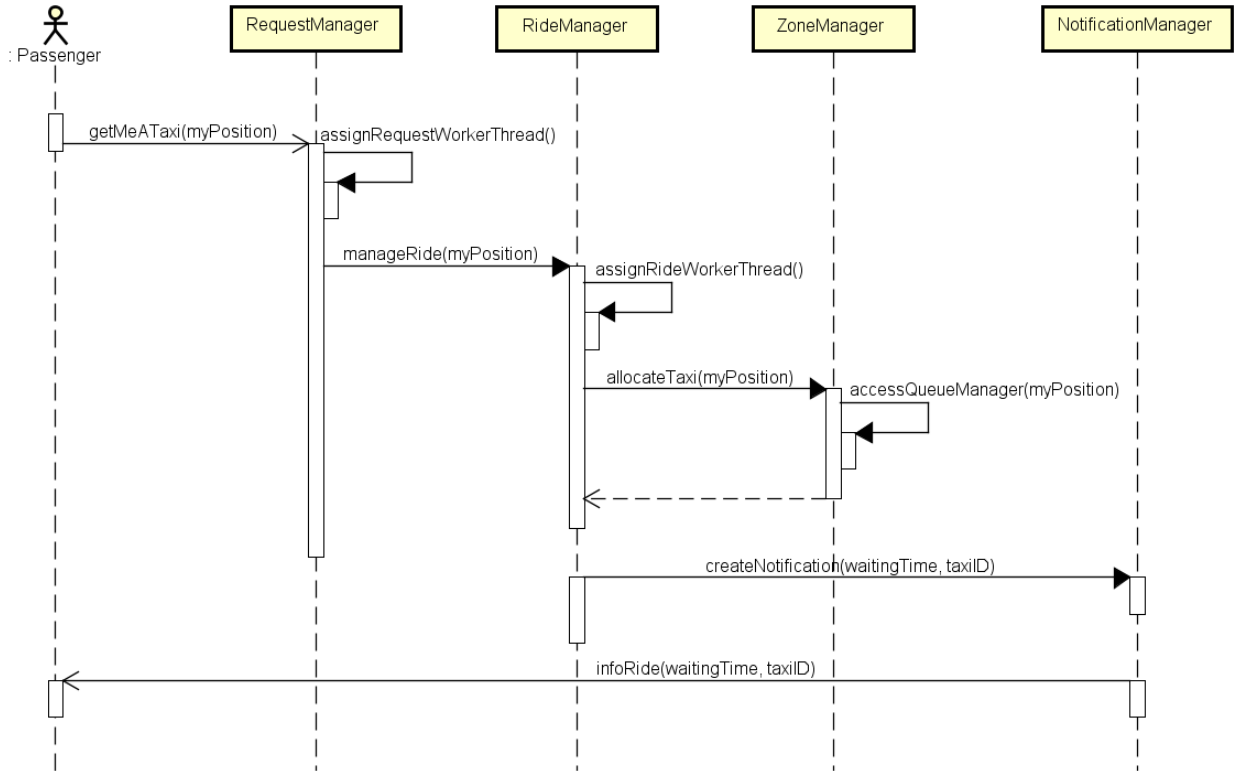 RequestManager
RideManager
ZoneManager
NotificationManager
: Passenger
getMeATaxi(myPosition)
assignRequestWorkerThread()
manageRide(myPosition)
assignRideWorkerThread()
allocateTaxi(myPosition)
accessQueueManager(myPosition)
createNotification(waitingTime, taxiID)
infoRide(waitingTime, taxiID)